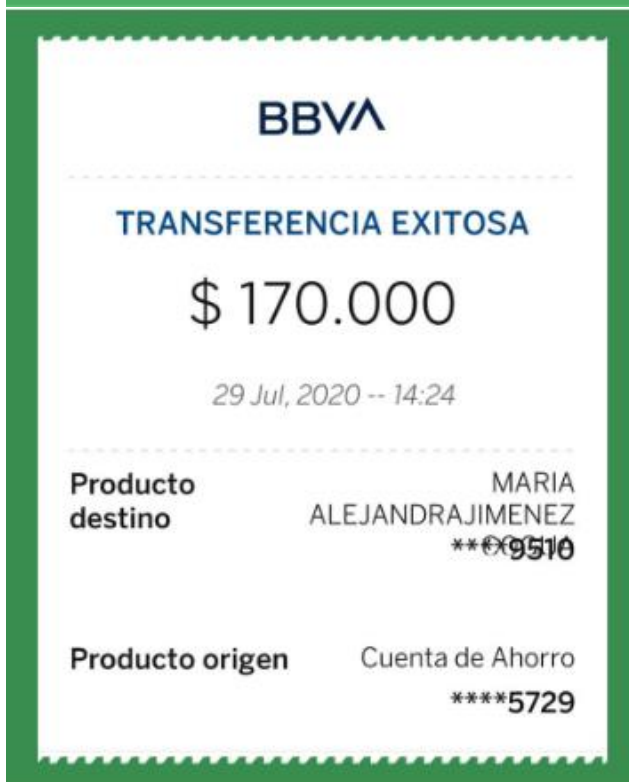 BBVA
TRANSFERENCIA EXITOSA
$ 170.000
29 Jul, 2020 -- 14:24
Producto destino
MARIA
ALEJANDRAJIMENEZ
****9510
Producto origen
Cuenta de Ahorro
****5729